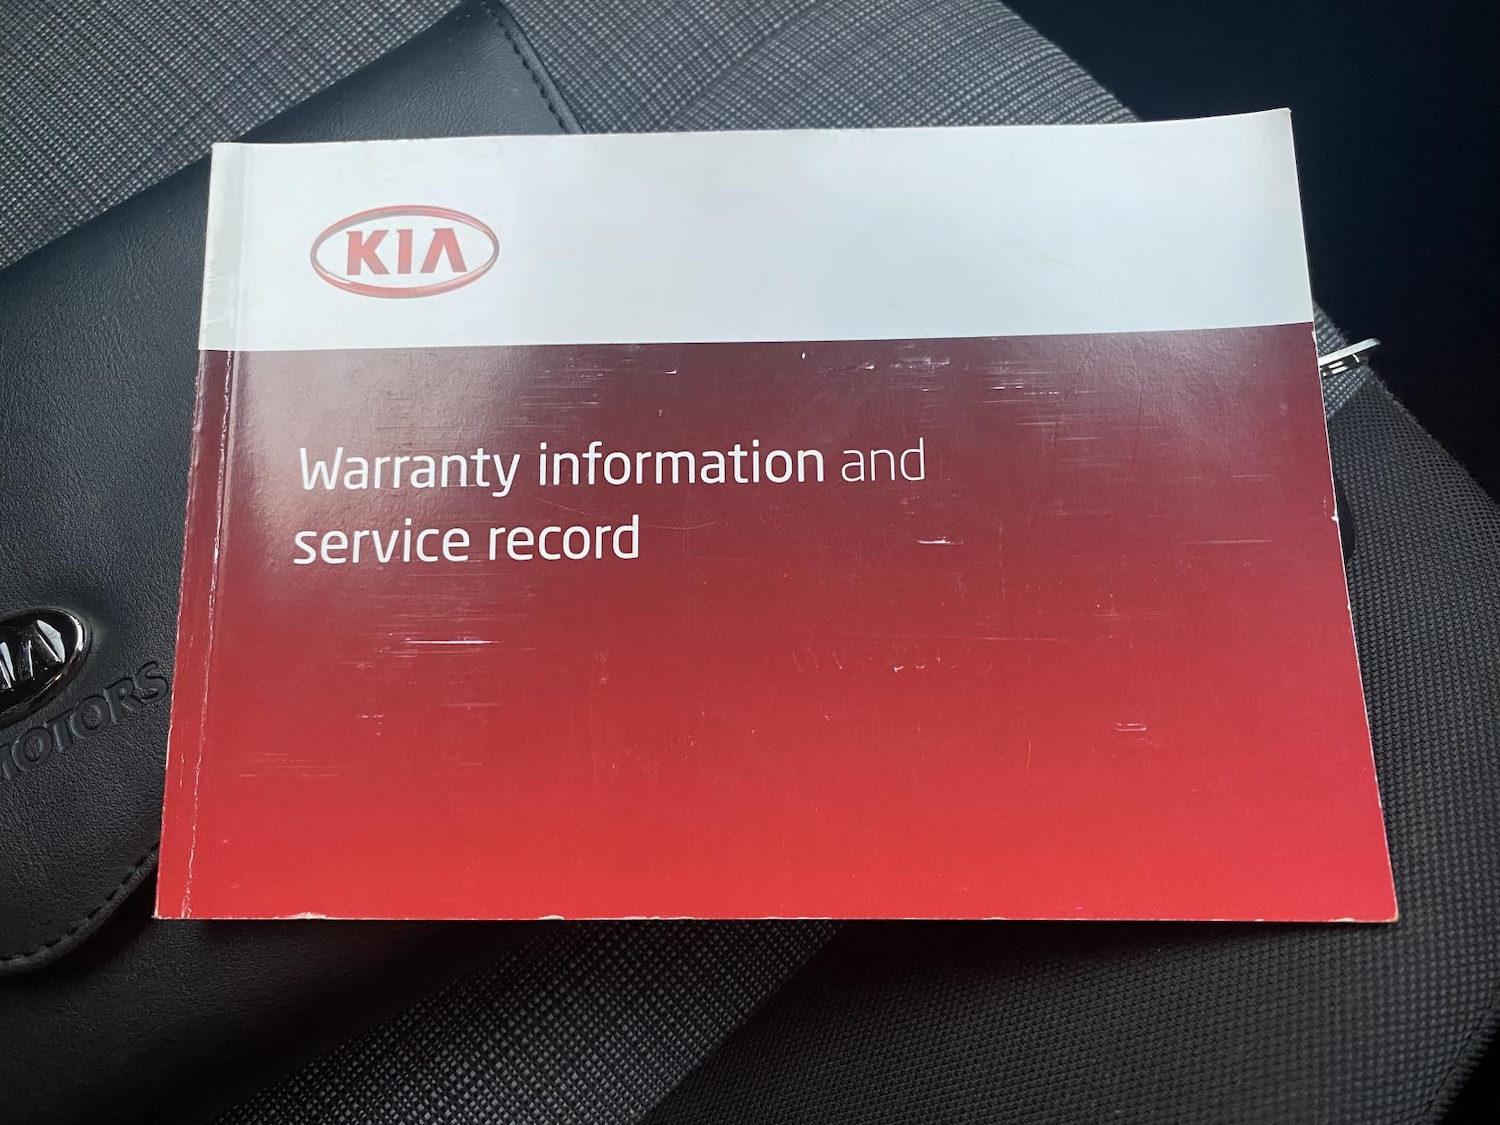 KIA
Warranty information and
service record
MOTORS